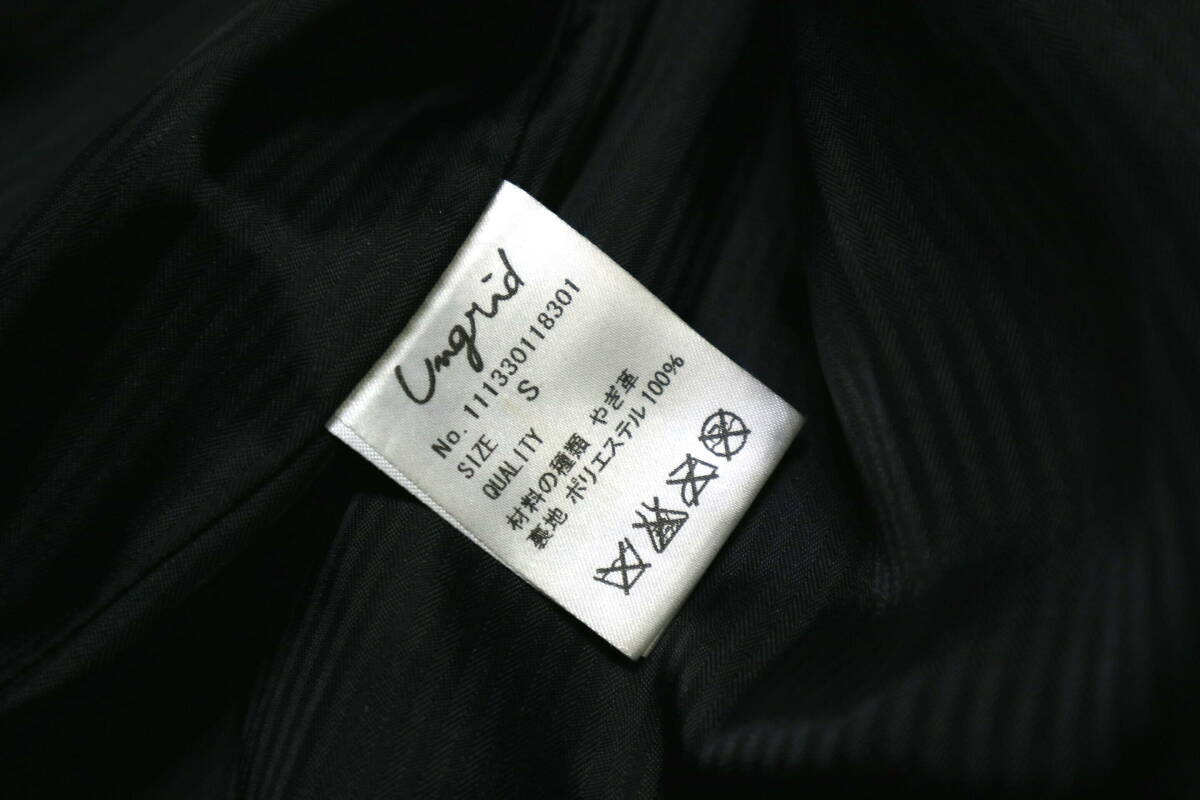 Ungrid
No. 111330118301
SIZE S
QUALITY
材料の種類 やぎ革
裏地 ポリエステル 100%